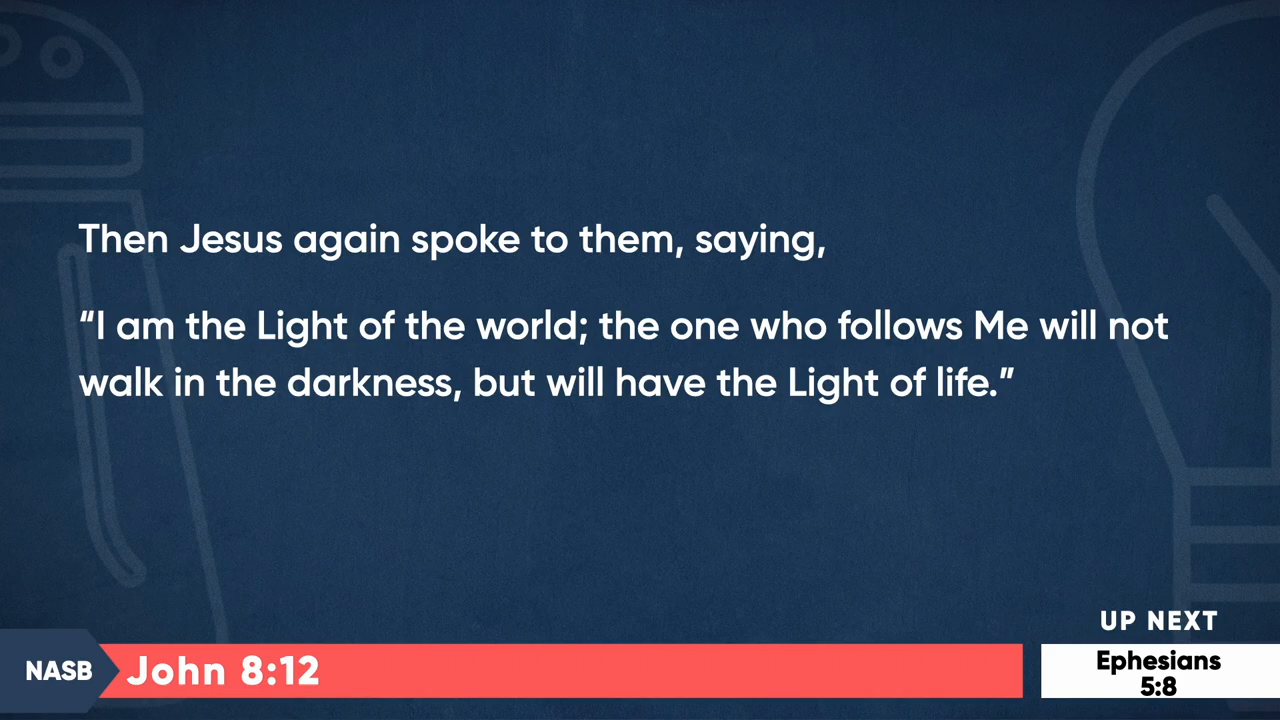 Then Jesus again spoke to them, saying,
“I am the Light of the world; the one who follows Me will not
walk in the darkness, but will have the Light of life.”
UP NEXT
NASB
John 8:12
Ephesians
5:8